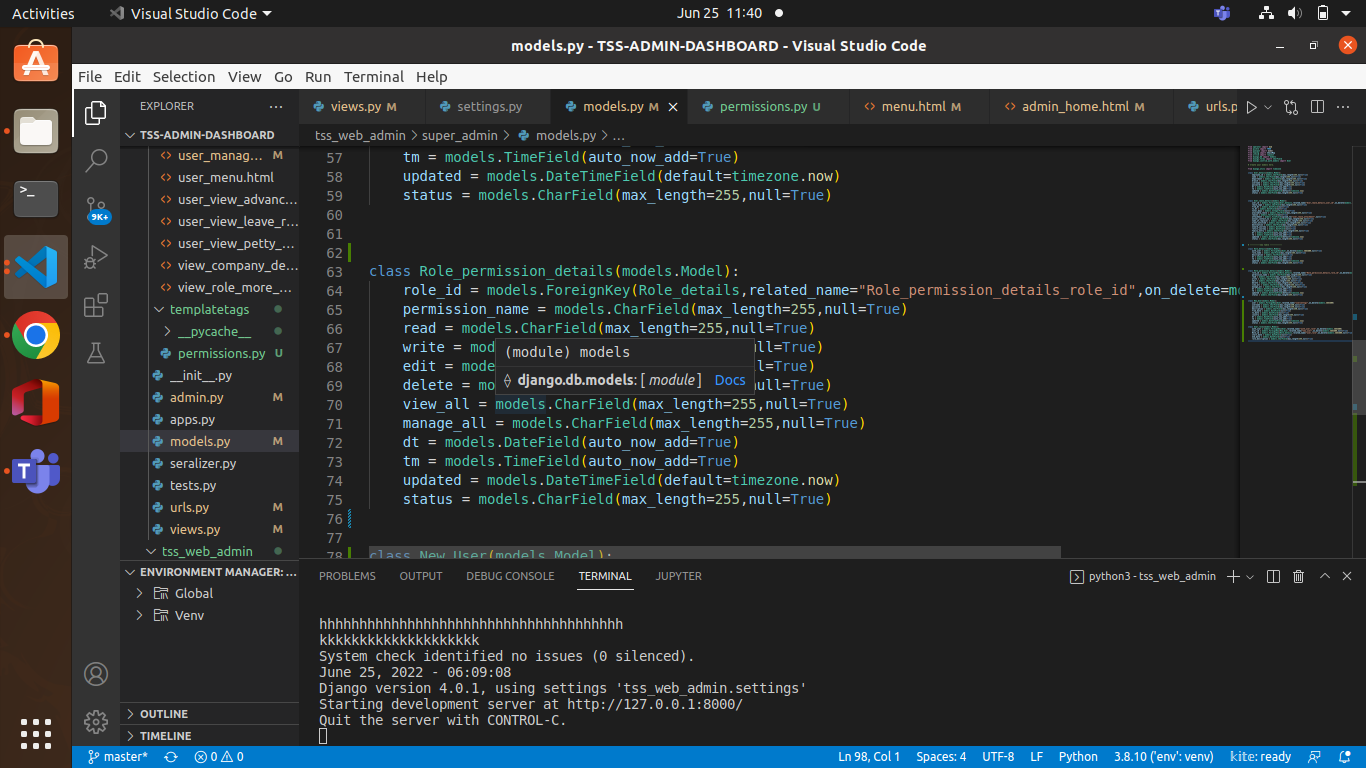 Activities
Visual Studio Code
Jun 25 11:40
models.py - TSS-ADMIN-DASHBOARD - Visual Studio Code
File Edit Selection View Go Run Terminal Help
EXPLORER
views.py M
settings.py
models.py M
permissions.py U
menu.html M
admin_home.html M
urls.p
TSS-ADMIN-DASHBOARD
tss_web_admin > super_admin > models.py > ...
user_manag... M
user_menu.html
user_view_advanc...
user_view_leave_r...
user_view_petty_...
view_company_de...
view_role_more_...
templatetags
__pycache__
permissions.py U
__init__.py
admin.py M
apps.py
models.py M
seralizer.py
tests.py
urls.py M
views.py M
tss_web_admin
ENVIRONMENT MANAGER: ...
Global
Venv
OUTLINE
TIMELINE
9K+
57 tm = models.TimeField(auto_now_add=True)
58 updated = models.DateTimeField(default=timezone.now)
59 status = models.CharField(max_length=255,null=True)
60
61
62
63 class Role_permission_details(models.Model):
64 role_id = models.ForeignKey(Role_details,related_name="Role_permission_details_role_id",on_delete=mo
65 permission_name = models.CharField(max_length=255,null=True)
66 read = models.CharField(max_length=255,null=True)
67 write = mod ull=True)
68 edit = mode ll=True)
69 delete = mo null=True)
70 view_all = models.CharField(max_length=255,null=True)
71 manage_all = models.CharField(max_length=255,null=True)
72 dt = models.DateField(auto_now_add=True)
73 tm = models.TimeField(auto_now_add=True)
74 updated = models.DateTimeField(default=timezone.now)
75 status = models.CharField(max_length=255,null=True)
76
77
78 class New_User(models.Model):
(module) models
django.db.models: [ module ] Docs
PROBLEMS OUTPUT DEBUG CONSOLE TERMINAL JUPYTER
python3 - tss_web_admin
hhhhhhhhhhhhhhhhhhhhhhhhhhhhhhhhhhhhhh
kkkkkkkkkkkkkkkkkkkk
System check identified no issues (0 silenced).
June 25, 2022 - 06:09:08
Django version 4.0.1, using settings 'tss_web_admin.settings'
Starting development server at http://127.0.0.1:8000/
Quit the server with CONTROL-C.
master* 0 0
Ln 98, Col 1 Spaces: 4 UTF-8 LF Python 3.8.10 ('env': venv) kite: ready